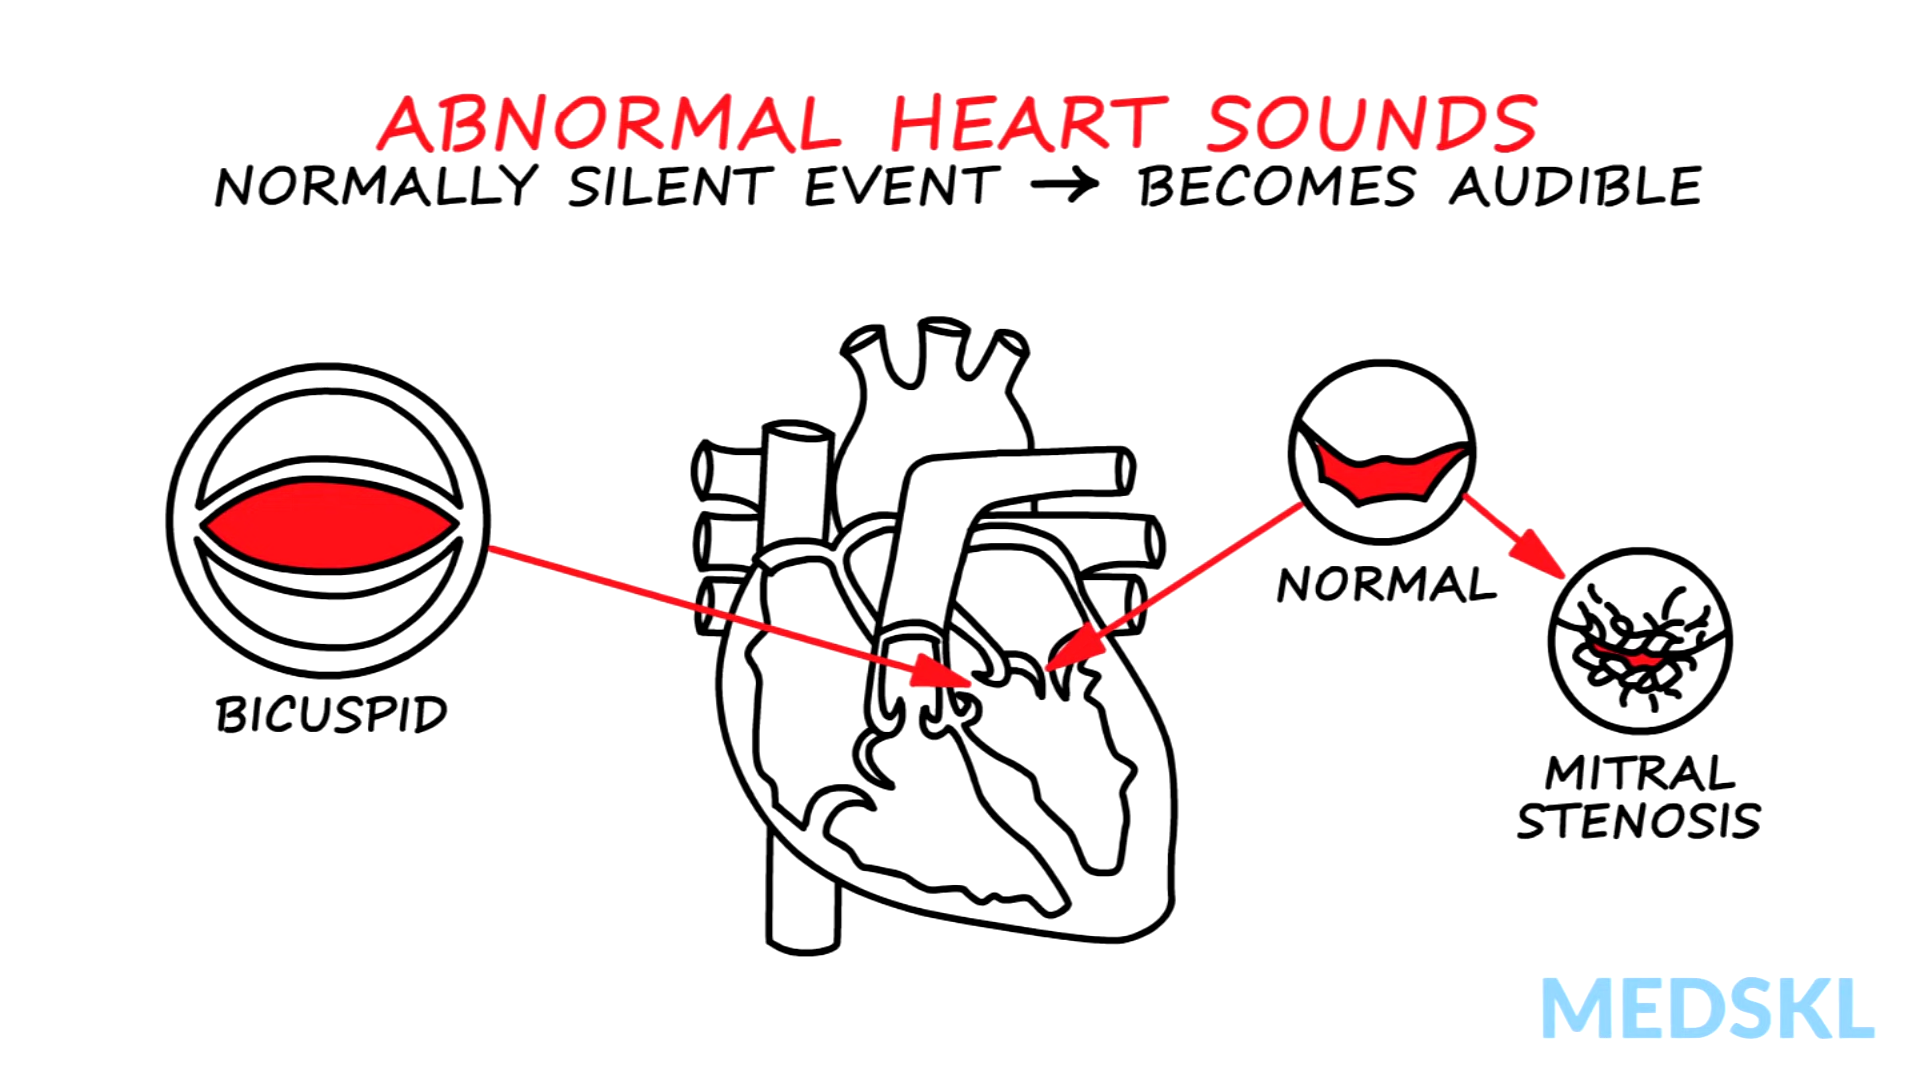 ABNORMAL HEART SOUNDS
NORMALLY SILENT EVENT → BECOMES AUDIBLE
BICUSPID
NORMAL
MITRAL
STENOSIS
MEDSKL